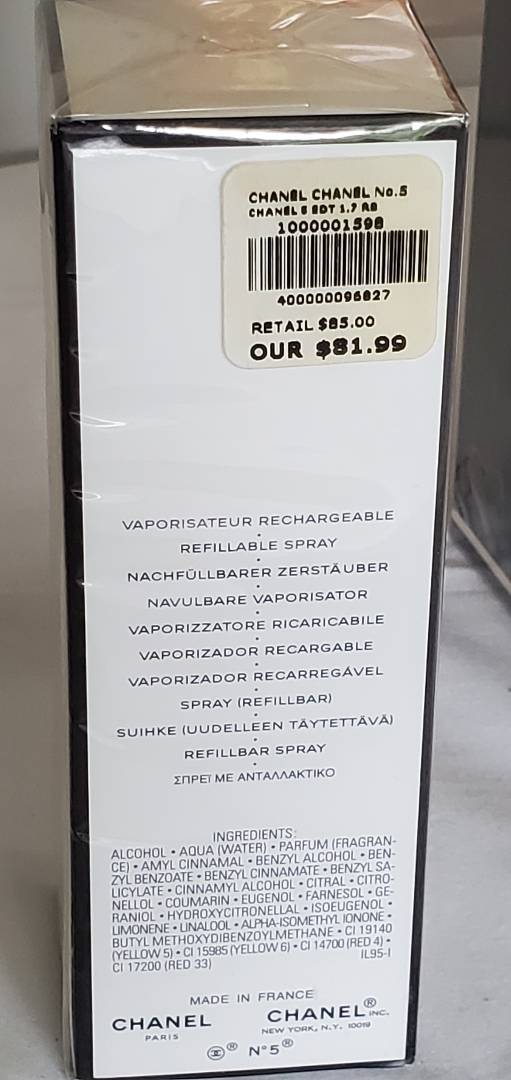 CHANEL CHANEL No.5
CHANEL 5 EDT 1.7 RB
1000001598
400000096827
RETAIL $85.00
OUR $81.99
VAPORISATEUR RECHARGEABLE
•
REFILLABLE SPRAY
•
NACHFÜLLBARER ZERSTÄUBER
•
NAVULBARE VAPORISATOR
•
VAPORIZZATORE RICARICABILE
•
VAPORIZADOR RECARGABLE
•
VAPORIZADOR RECARREGÁVEL
•
SPRAY (REFILLBAR)
•
SUIHKE (UUDELLEEN TÄYTETTÄVÄ)
•
REFILLBAR SPRAY
•
ΣΠΡΕΪ ΜΕ ΑΝΤΑΛΛΑΚΤΙΚΟ
INGREDIENTS:
ALCOHOL • AQUA (WATER) • PARFUM (FRAGRAN-
CE) • AMYL CINNAMAL • BENZYL ALCOHOL • BEN-
ZYL BENZOATE • BENZYL CINNAMATE • BENZYL SA-
LICYLATE • CINNAMYL ALCOHOL • CITRAL • CITRO-
NELLOL • COUMARIN • EUGENOL • FARNESOL • GE-
RANIOL • HYDROXYCITRONELLAL • ISOEUGENOL •
LIMONENE • LINALOOL • ALPHA-ISOMETHYL IONONE •
BUTYL METHOXYDIBENZOYLMETHANE • CI 19140
(YELLOW 5) • CI 15985 (YELLOW 6) • CI 14700 (RED 4) •
CI 17200 (RED 33) IL95-I
MADE IN FRANCE
CHANEL CHANEL® INC.
PARIS NEW YORK, N.Y. 10019
® N°5®